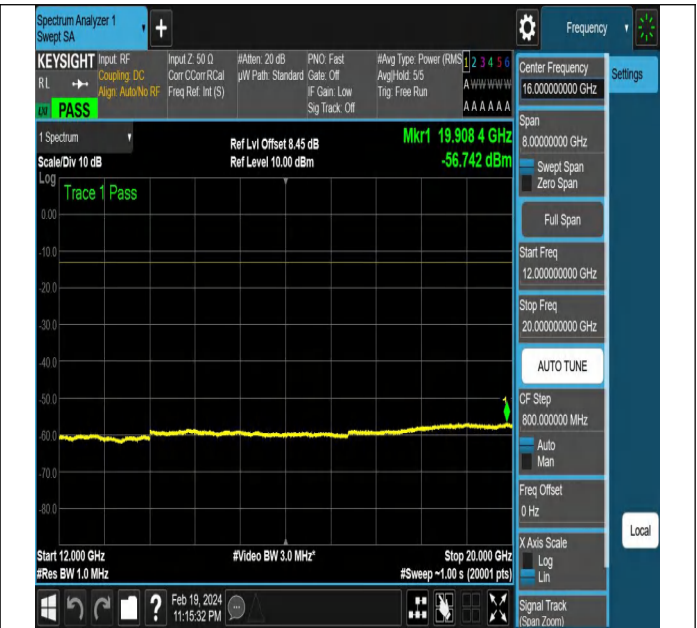 Spectrum Analyzer 1
Swept SA
+
Frequency
KEYSIGHT
Input: RF
Coupling: DC
Align: Auto/No RF
Input Z: 50 Ω
Corr CCorr RCal
Freq Ref: Int (S)
#Atten: 20 dB
µW Path: Standard
PNO: Fast
Gate: Off
IF Gain: Low
Sig Track: Off
#Avg Type: Power (RMS
Avg|Hold: 5/5
Trig: Free Run
1 2 3 4 5 6
A W W W W W
A A A A A A
RL
PASS
1 Spectrum
Scale/Div 10 dB
Ref Lvl Offset 8.45 dB
Ref Level 10.00 dBm
Mkr1 19.908 4 GHz
-56.742 dBm
Log
Trace 1 Pass
0.00
-10.0
-20.0
-30.0
-40.0
-50.0
-60.0
-70.0
-80.0
1
Start 12.000 GHz
#Res BW 1.0 MHz
#Video BW 3.0 MHz*
Stop 20.000 GHz
#Sweep ~1.00 s (20001 pts)
?
Feb 19, 2024
11:15:32 PM
Center Frequency
16.000000000 GHz
Settings
Span
8.00000000 GHz
Swept Span
Zero Span
Full Span
Start Freq
12.000000000 GHz
Stop Freq
20.000000000 GHz
AUTO TUNE
CF Step
800.000000 MHz
Auto
Man
Freq Offset
0 Hz
X Axis Scale
Log
Lin
Signal Track
(Span Zoom)
Local